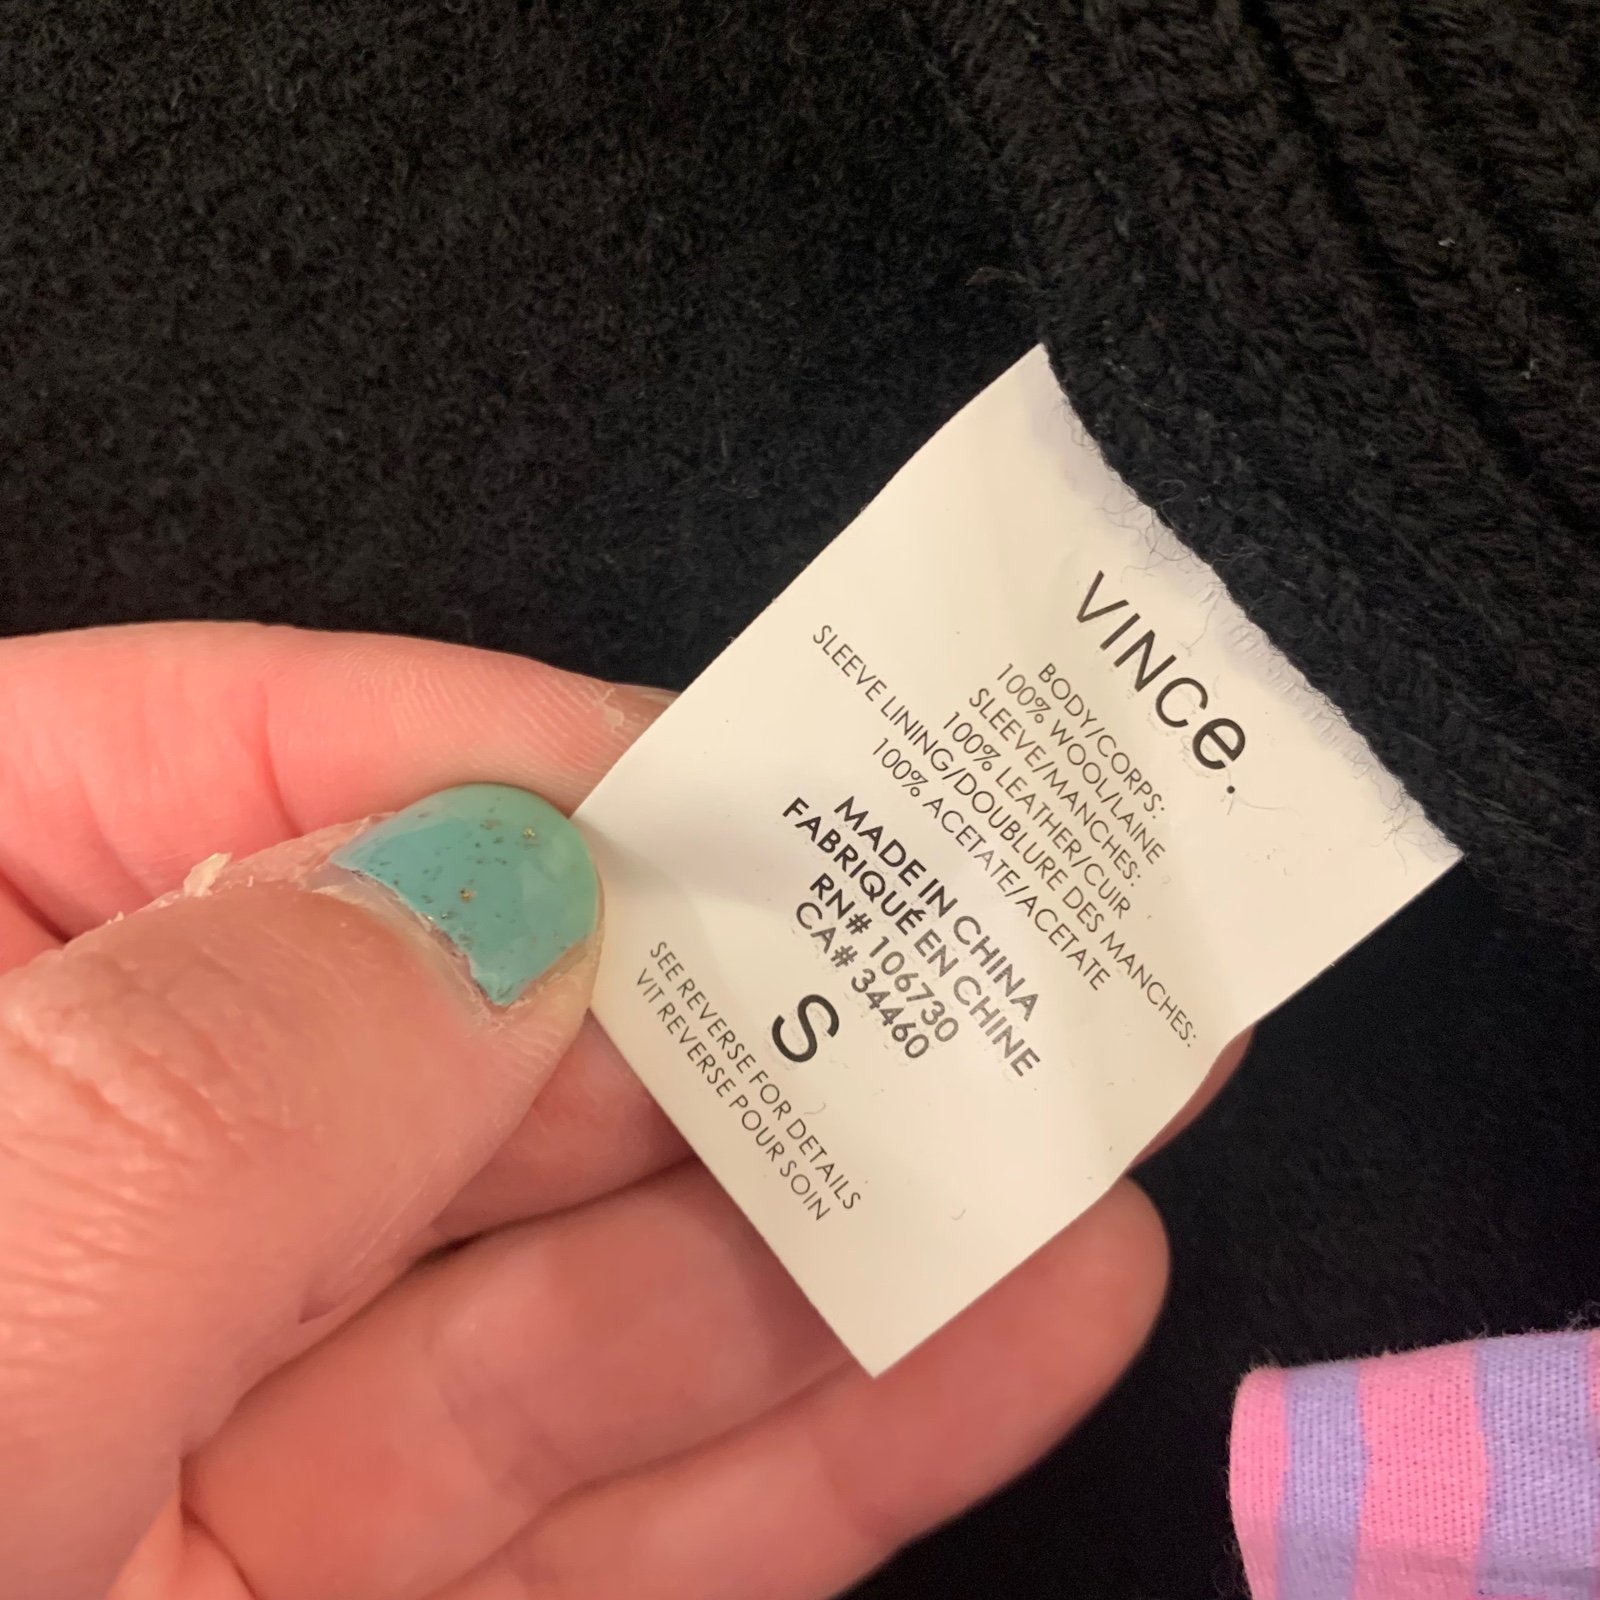 VINCe.
BODY/CORPS:
100% WOOL/LAINE
SLEEVE/MANCHES:
100% LEATHER/CUIR
SLEEVE LINING/DOUBLURE DES MANCHES:
100% ACETATE/ACETATE
MADE IN CHINA
FABRIQUÉ EN CHINE
RN# 106730
CA# 34460
S
SEE REVERSE FOR DETAILS
VIT REVERSE POUR SOIN